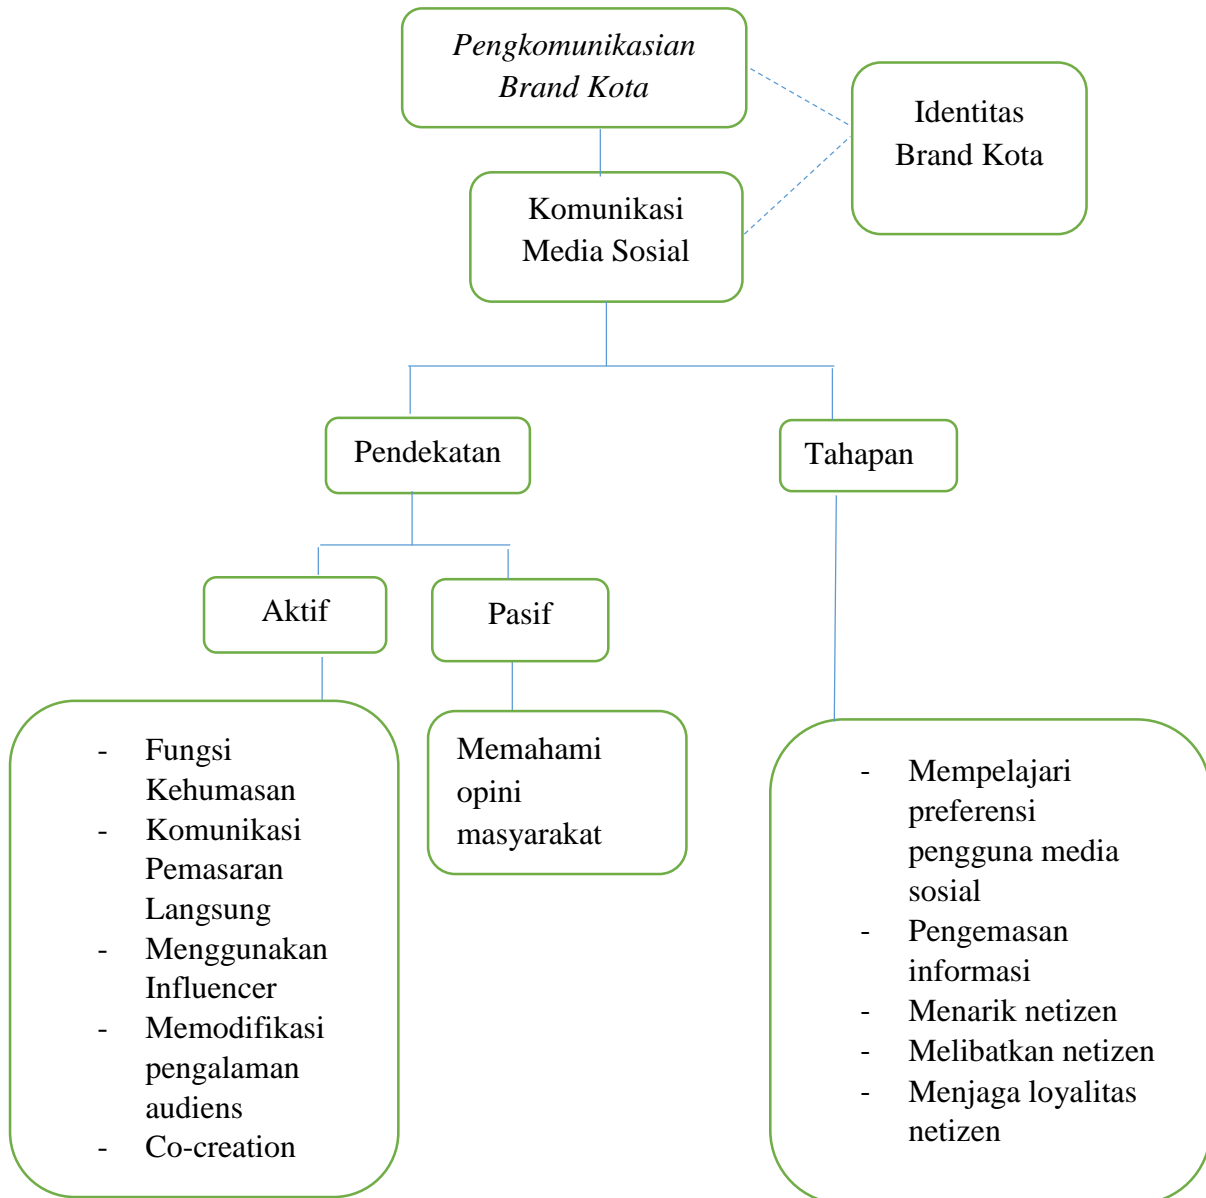 Pengkomunikasian
Brand Kota
Identitas
Brand Kota
Komunikasi
Media Sosial
Pendekatan
Tahapan
Aktif
Pasif
- Fungsi
Kehumasan
- Komunikasi
Pemasaran
Langsung
- Menggunakan
Influencer
- Memodifikasi
pengalaman
audiens
- Co-creation
Memahami
opini
masyarakat
- Mempelajari
preferensi
pengguna media
sosial
- Pengemasan
informasi
- Menarik netizen
- Melibatkan netizen
- Menjaga loyalitas
netizen